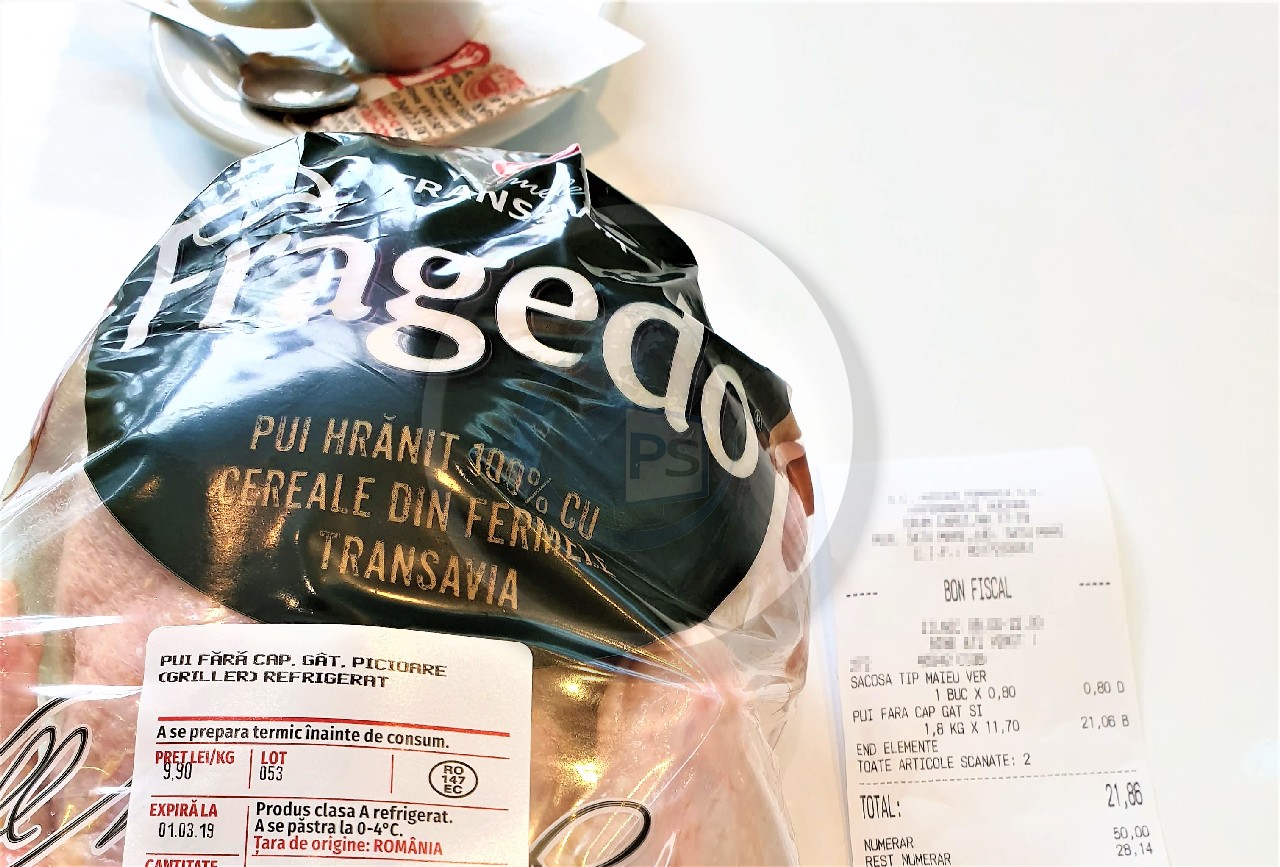 TRANS
Fragedo
PUI HRĂNIT 100% CU
CEREALE DIN FERMELE
TRANSAVIA
PS
PUI FĂRĂ CAP, GÂT, PICIOARE
(GRILLER) REFRIGERAT
A se prepara termic înainte de consum.
PREȚ LEI/KG
9,90
LOT
053
RO
147
EC
EXPIRĂ LA
01.03.19
Produs clasa A refrigerat.
A se păstra la 0-4°C.
Țara de origine: ROMÂNIA
CANTITATE
----- BON FISCAL -----
SACOSA TIP MAIEU VER
1 BUC X 0,80 0,80 D
PUI FARA CAP GAT SI
1,8 KG X 11,70 21,06 B
END ELEMENTE
TOATE ARTICOLE SCANATE: 2
TOTAL: 21,86
NUMERAR 50,00
REST NUMERAR 28,14